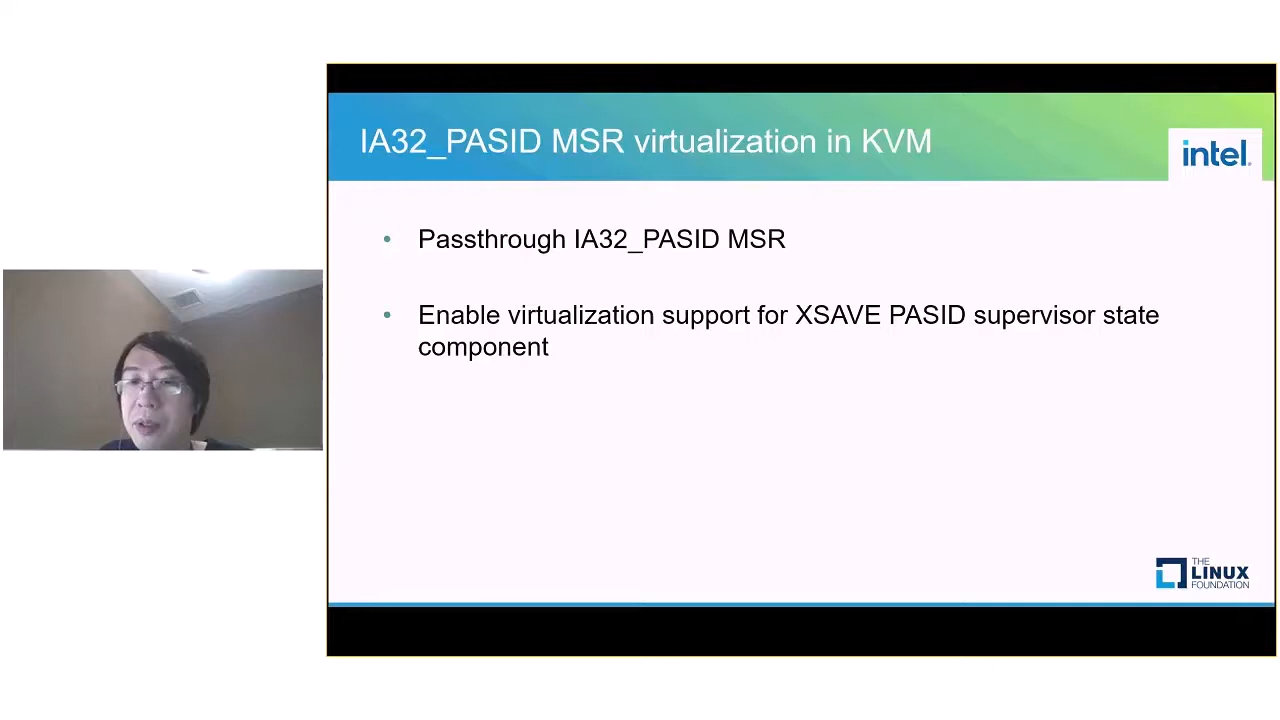 IA32_PASID MSR virtualization in KVM
intel.
Passthrough IA32_PASID MSR
Enable virtualization support for XSAVE PASID supervisor state
component
THE
LINUX
FOUNDATION